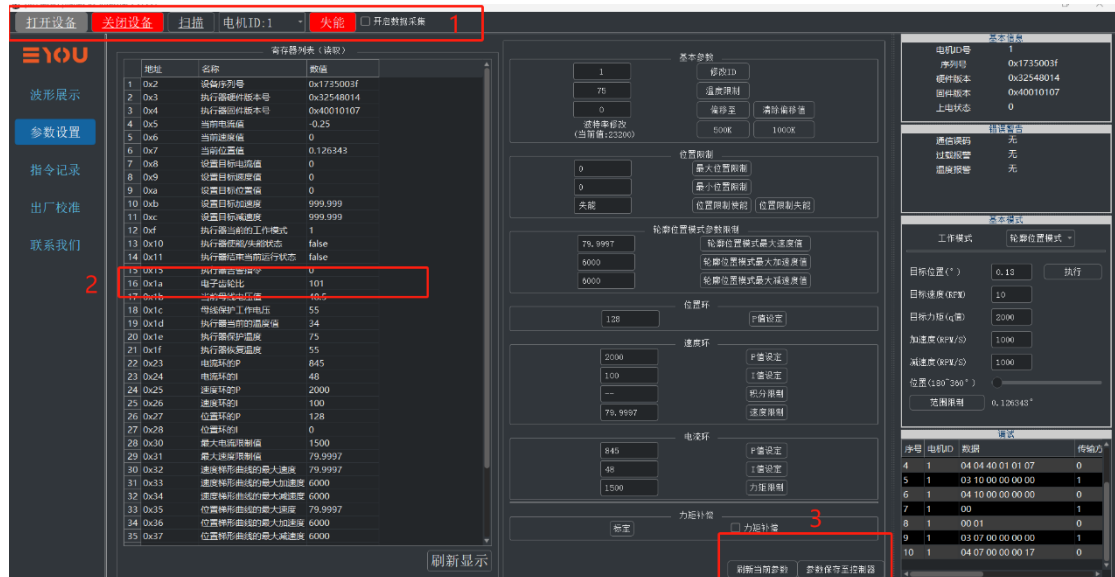 打开设备 关闭设备 扫描 电机ID:1 失能 开启数据采集 1
EYOU
波形展示
参数设置
指令记录
出厂校准
联系我们
2
寄存器列表（读取）
地址 名称 数值
1 0x2 设备序列号 0x1735003f
2 0x3 执行器硬件版本号 0x32548014
3 0x4 执行器固件版本号 0x40010107
4 0x5 当前电流值 -0.25
5 0x6 当前速度值 0
6 0x7 当前位置值 0.126343
7 0x8 设置目标电流值 0
8 0x9 设置目标速度值 0
9 0xa 设置目标位置值 0
10 0xb 设置目标加速度 999.999
11 0xc 设置目标减速度 999.999
12 0xf 执行器当前的工作模式 1
13 0x10 执行器使能/失能状态 false
14 0x11 执行器结束当前运行状态 false
15 0x15 执行器告警指令 0
16 0x1a 电子齿轮比 101
17 0x1b 当前母线电压值 48.5
18 0x1c 母线保护工作电压 55
19 0x1d 执行器当前的温度值 34
20 0x1e 执行器保护温度 75
21 0x1f 执行器恢复温度 55
22 0x23 电流环的P 845
23 0x24 电流环的I 48
24 0x25 速度环的P 2000
25 0x26 速度环的I 100
26 0x27 位置环的P 128
27 0x28 位置环的I 0
28 0x30 最大电流限制值 1500
29 0x31 最大速度限制值 79.9997
30 0x32 速度梯形曲线的最大速度 79.9997
31 0x33 速度梯形曲线的最大加速度 6000
32 0x34 速度梯形曲线的最大减速度 6000
33 0x35 位置梯形曲线的最大速度 79.9997
34 0x36 位置梯形曲线的最大加速度 6000
35 0x37 位置梯形曲线的最大减速度 6000
刷新显示
基本参数
1 修改ID
75 温度限制
0 偏移至 清除偏移值
波特率修改
(当前值:23200) 500K 1000K
位置限制
0 最大位置限制
0 最小位置限制
失能 位置限制使能 位置限制失能
轮廓位置模式参数限制
79.9997 轮廓位置模式最大速度值
6000 轮廓位置模式最大加速度值
6000 轮廓位置模式最大减速度值
位置环
128 P值设定
速度环
2000 P值设定
100 I值设定
-- 积分限制
79.9997 速度限制
电流环
845 P值设定
48 I值设定
1500 力矩限制
力矩补偿
标定 力矩补偿
3
刷新当前参数 参数保存至控制器
基本信息
电机ID号 1
序列号 0x1735003f
硬件版本 0x32548014
固件版本 0x40010107
上电状态 0
错误警告
通信误码 无
过载报警 无
温度报警 无
基本模式
工作模式 轮廓位置模式
目标位置(°) 0.13 执行
目标速度(RPM) 10
目标力矩(q值) 2000
加速度(RPM/S) 1000
减速度(RPM/S) 1000
位置(180~360°)
范围限制 0.126343°
调试
序号 电机ID 数据 传输方
4 1 04 04 40 01 01 07 0
5 1 03 10 00 00 00 00 1
6 1 04 10 00 00 00 00 0
7 1 00 1
8 1 00 01 0
9 1 03 07 00 00 00 00 1
10 1 04 07 00 00 00 17 0